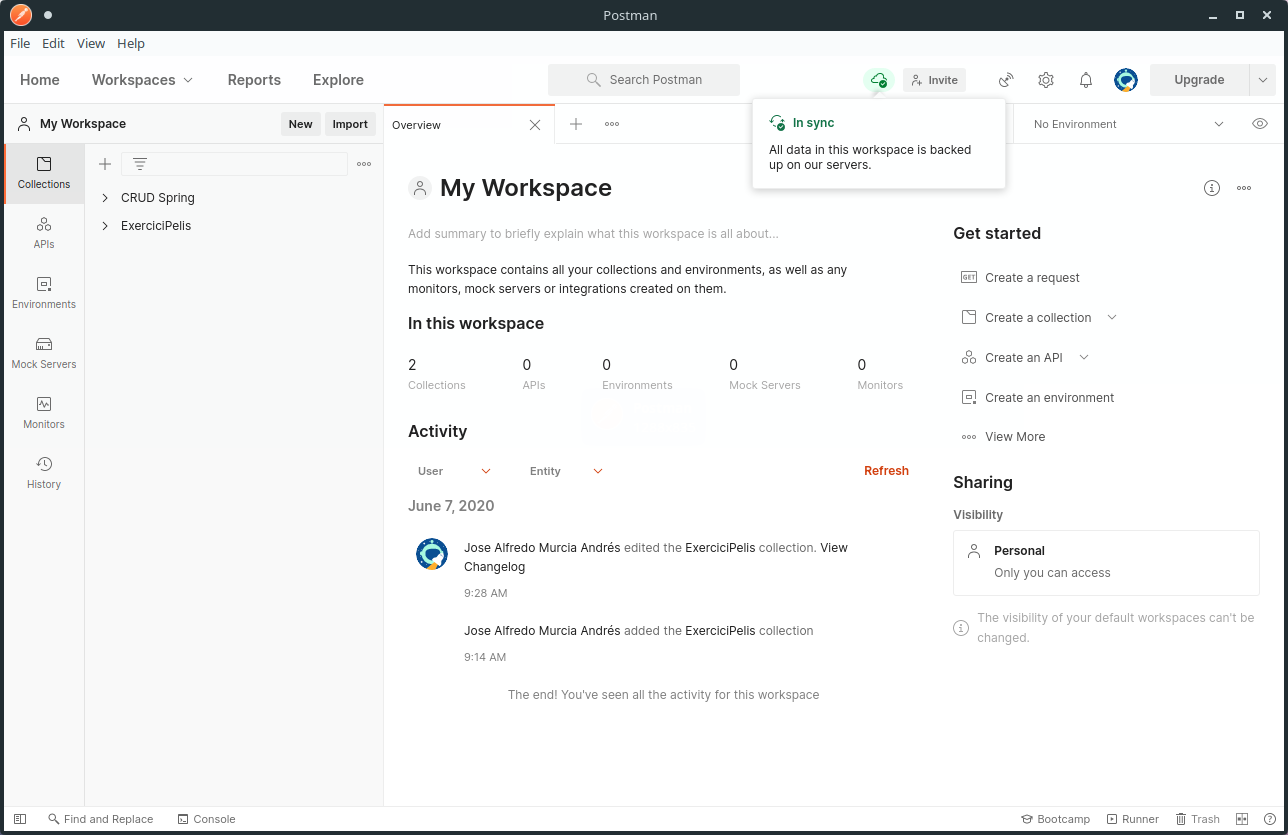 Postman
File Edit View Help
Home Workspaces Reports Explore Search Postman Invite Upgrade
My Workspace New Import
Overview
In sync
All data in this workspace is backed
up on our servers.
No Environment
Collections
APIs
Environments
Mock Servers
Monitors
History
CRUD Spring
ExerciciPelis
My Workspace
Add summary to briefly explain what this workspace is all about...
This workspace contains all your collections and environments, as well as any
monitors, mock servers or integrations created on them.
In this workspace
2 0 0 0 0
Collections APIs Environments Mock Servers Monitors
Activity
User Entity Refresh
June 7, 2020
Jose Alfredo Murcia Andrés edited the ExerciciPelis collection. View
Changelog
9:28 AM
Jose Alfredo Murcia Andrés added the ExerciciPelis collection
9:14 AM
The end! You've seen all the activity for this workspace
Get started
GET Create a request
Create a collection
Create an API
Create an environment
View More
Sharing
Visibility
Personal
Only you can access
The visibility of your default workspaces can't be
changed.
Find and Replace Console Bootcamp Runner Trash